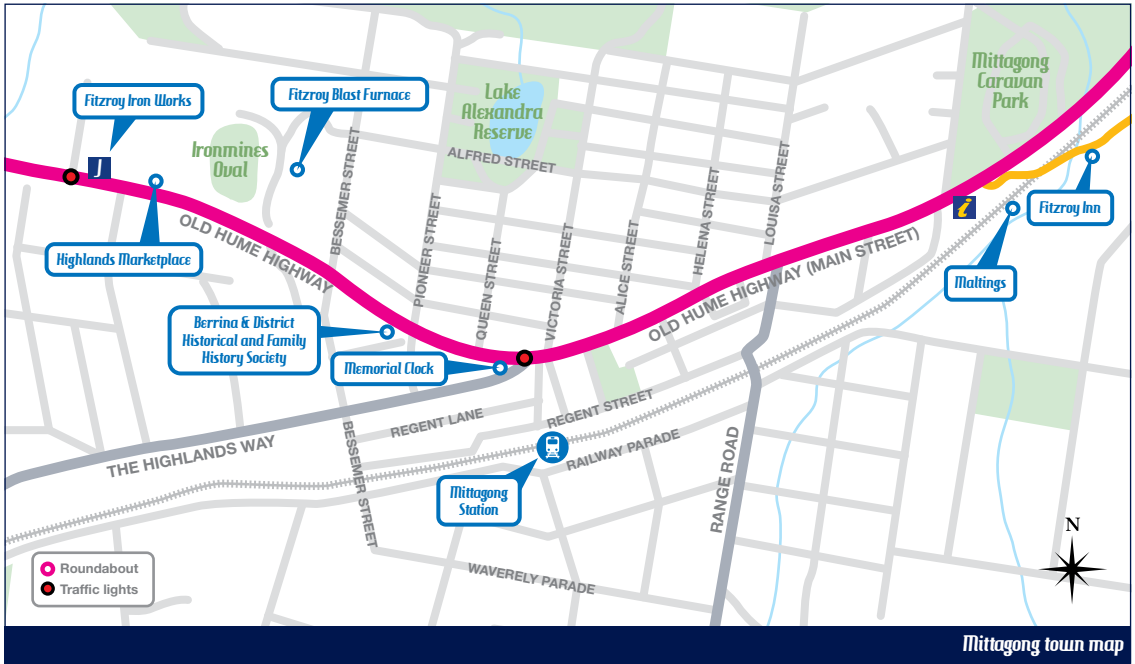 Fitzroy Iron Works
J
Fitzroy Blast Furnace
Lake
Alexandra
Reserve
Mittagong
Caravan
Park
Ironmines
Oval
ALFRED STREET
BESSEMER STREET
PIONEER STREET
QUEEN STREET
VICTORIA STREET
ALICE STREET
HELENA STREET
LOUISA STREET
Highlands Marketplace
OLD HUME HIGHWAY
OLD HUME HIGHWAY (MAIN STREET)
i
Fitzroy Inn
Maltings
Berrina & District
Historical and Family
History Society
Memorial Clock
THE HIGHLANDS WAY
REGENT LANE
REGENT STREET
RAILWAY PARADE
BESSEMER STREET
Mittagong
Station
RANGE ROAD
WAVERELY PARADE
N
Roundabout
Traffic lights
Mittagong town map